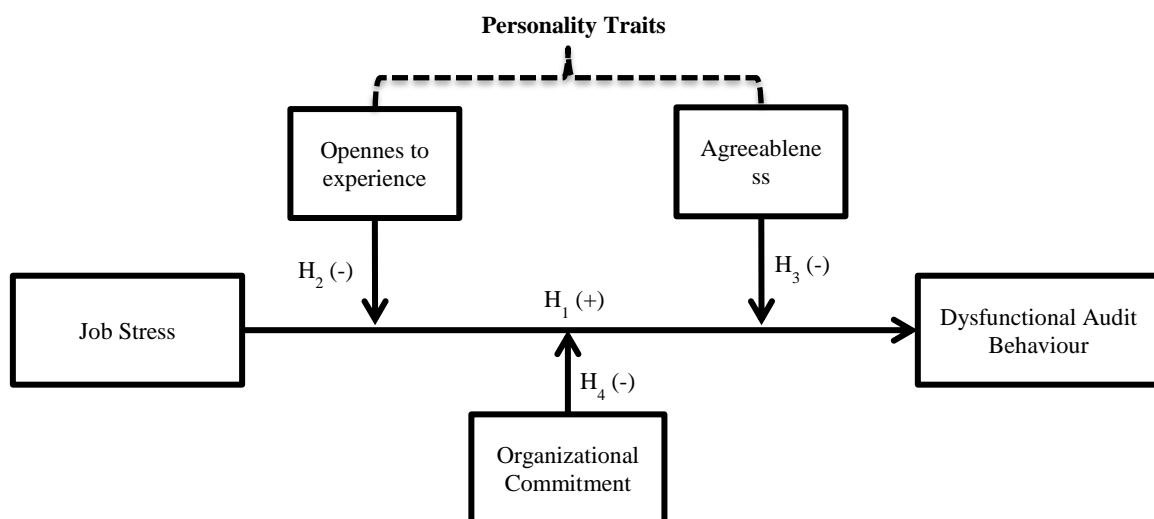 Personality Traits
Opennes to
experience
Agreeablene
ss
H₂ (-)
H₃ (-)
H₁ (+)
Job Stress
Dysfunctional Audit
Behaviour
H₄ (-)
Organizational
Commitment